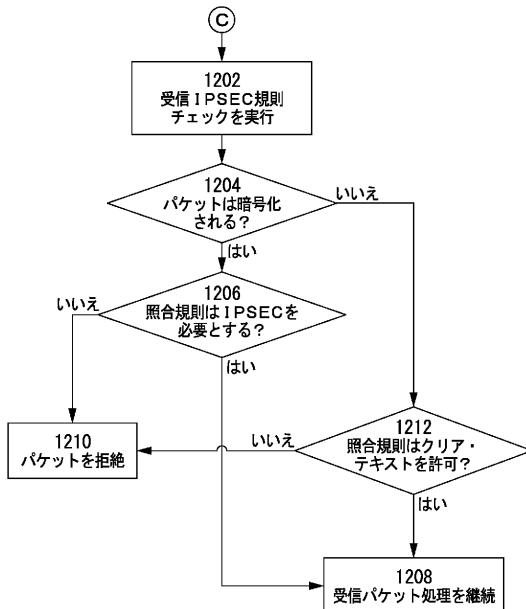 C
1202
受信IPSEC規則
チェックを実行
1204
パケットは暗号化
される?
いいえ
はい
1206
照合規則はIPSECを
必要とする?
いいえ
はい
1210
パケットを拒絶
いいえ
1212
照合規則はクリア・
テキストを許可?
はい
1208
受信パケット処理を継続